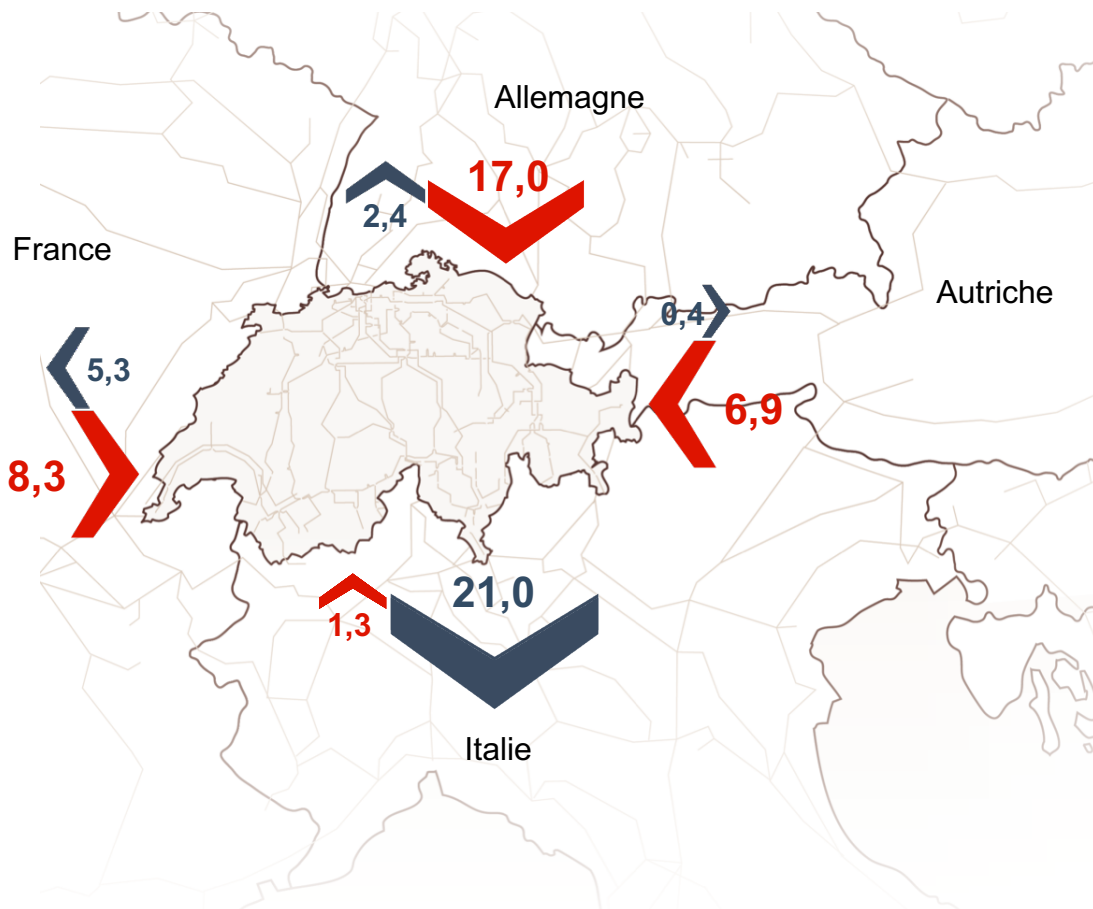 Allemagne
17,0
2,4
France
Autriche
0,4
5,3
6,9
8,3
21,0
1,3
Italie